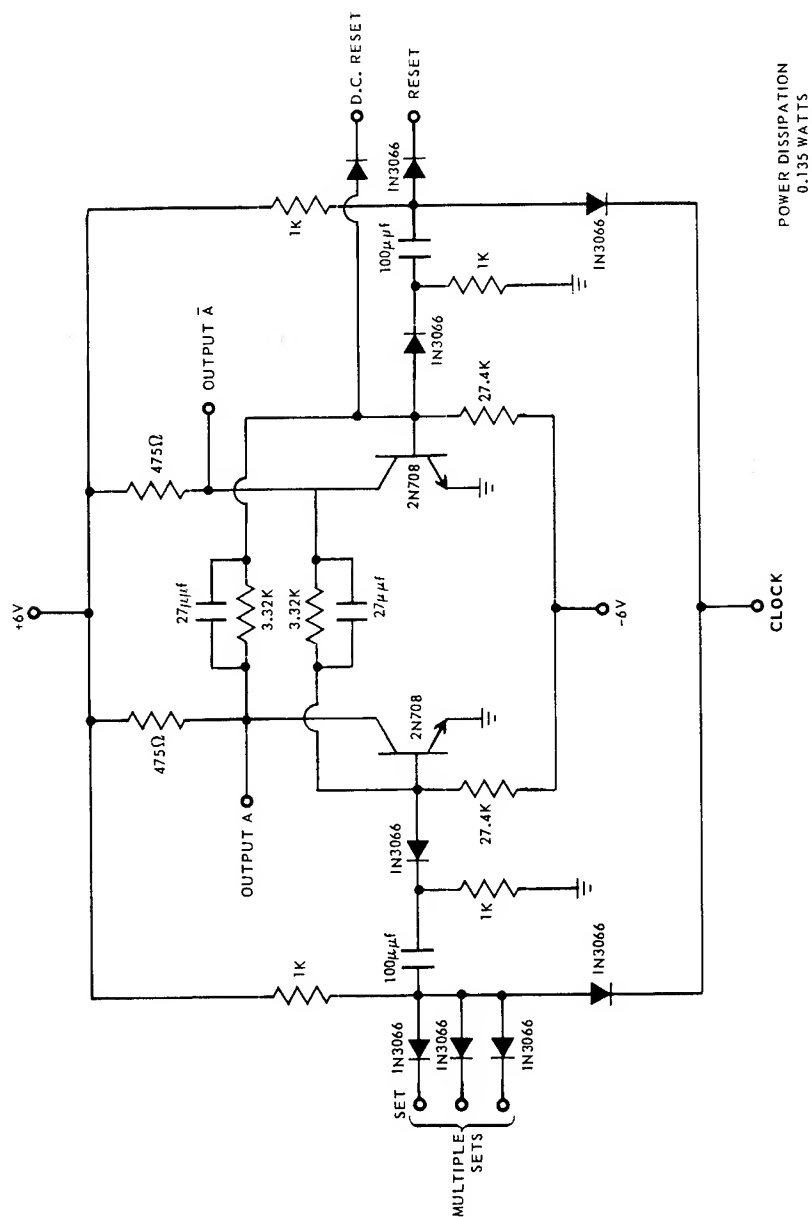 +6V
475Ω
475Ω
OUTPUT A
OUTPUT Ā
27μμf
3.32K
3.32K
27μμf
1K
1K
D.C. RESET
RESET
SET
MULTIPLE
SETS
1N3066
1N3066
1N3066
100μμf
1N3066
2N708
2N708
1N3066
100μμf
1N3066
1K
27.4K
27.4K
1K
1N3066
1N3066
-6V
CLOCK
POWER DISSIPATION
0.135 WATTS